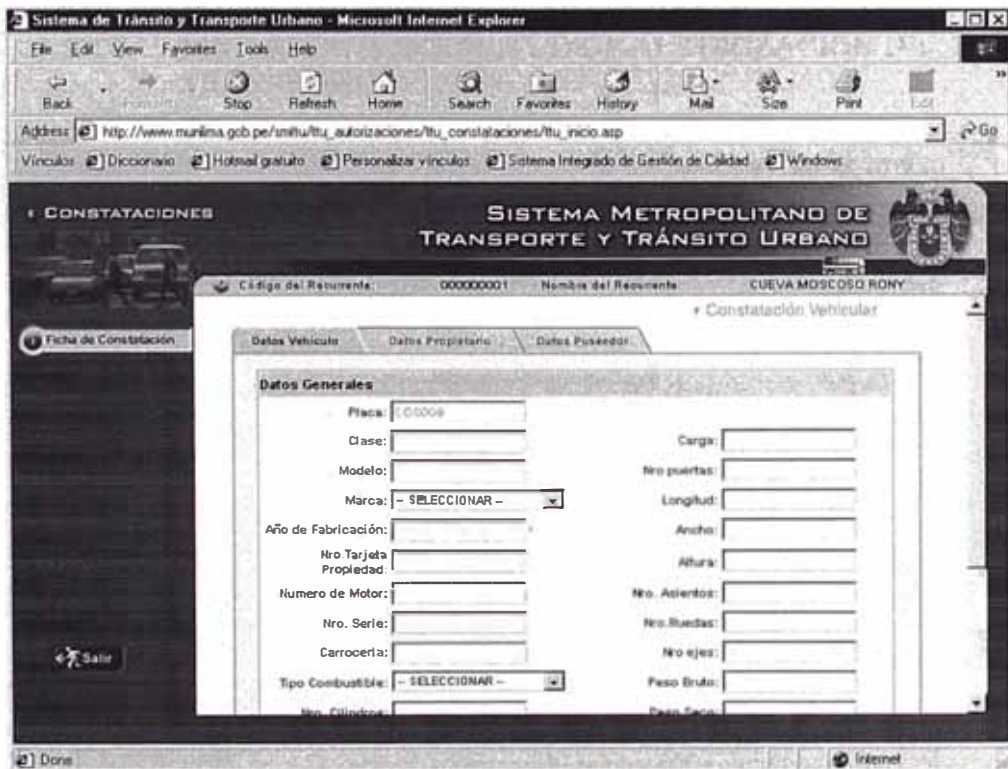 Sistema de Tránsito y Transporte Urbano - Microsoft Internet Explorer
File Edit View Favorites Tools Help
Back Stop Refresh Home Search Favorites History Mail Size Print Edit
Address http://www.munlima.gob.pe/smttu/ttu_autorizaciones/ttu_constataciones/ttu_inicio.asp Go
Vínculos Diccionario Hotmail gratuito Personalizar vínculos Sistema Integrado de Gestión de Calidad Windows
CONSTATACIONES
SISTEMA METROPOLITANO DE
TRANSPORTE Y TRÁNSITO URBANO
Código del Recurrente: 000000001 Nombre del Recurrente CUEVA MOSCOSO RONY
Constatación Vehicular
Ficha de Constatación
Datos Vehículo Datos Propietario Datos Poseedor
Datos Generales
Placa:
Clase: Carga:
Modelo: Nro puertas:
Marca: -- SELECCIONAR -- Longitud:
Año de Fabricación: Ancho:
Nro Tarjeta
Propiedad: Altura:
Numero de Motor: Nro. Asientos:
Nro. Serie: Nro.Ruedas:
Carrocería: Nro ejes:
Tipo Combustible: -- SELECCIONAR -- Peso Bruto:
Nro. Cilindros: Peso Seco:
Salir
Done Internet